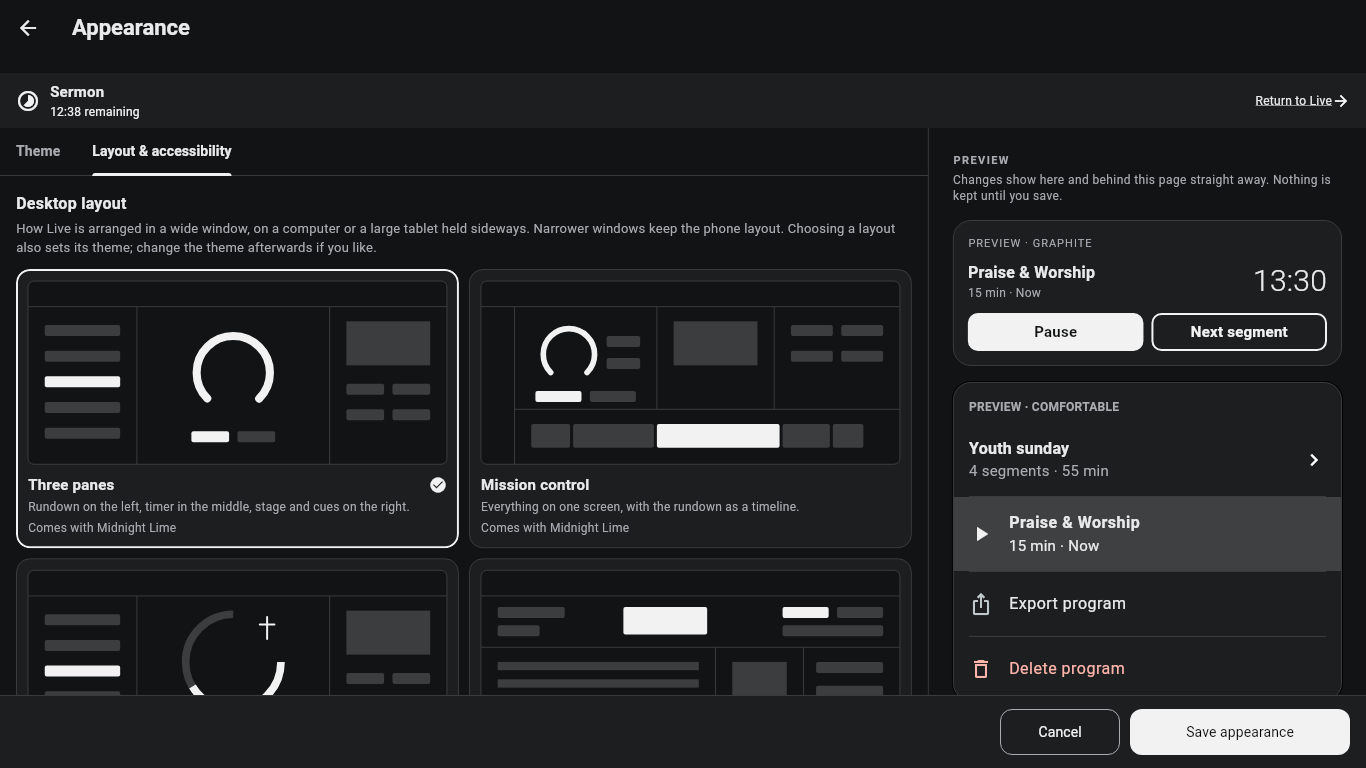 Appearance
Sermon
12:38 remaining
Return to Live
Theme
Layout & accessibility
Desktop layout
How Live is arranged in a wide window, on a computer or a large tablet held sideways. Narrower windows keep the phone layout. Choosing a layout
also sets its theme; change the theme afterwards if you like.
Three panes
Rundown on the left, timer in the middle, stage and cues on the right.
Comes with Midnight Lime
Mission control
Everything on one screen, with the rundown as a timeline.
Comes with Midnight Lime
PREVIEW
Changes show here and behind this page straight away. Nothing is
kept until you save.
PREVIEW · GRAPHITE
Praise & Worship
15 min · Now
13:30
Pause
Next segment
PREVIEW · COMFORTABLE
Youth sunday
4 segments · 55 min
Praise & Worship
15 min · Now
Export program
Delete program
Cancel
Save appearance